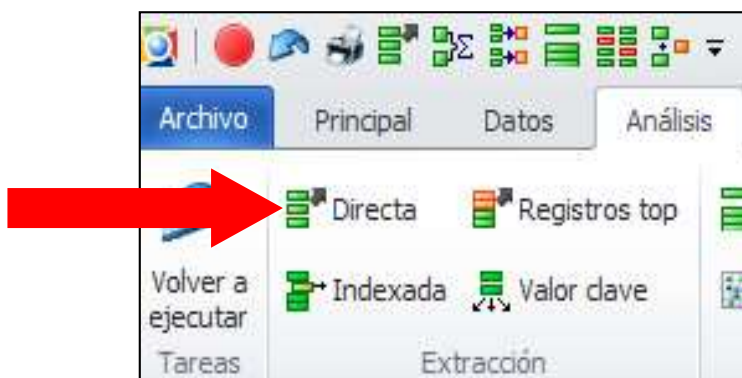 Archivo Principal Datos Análisis
Directa Registros top
Volver a
ejecutar
Indexada Valor clave
Tareas Extracción